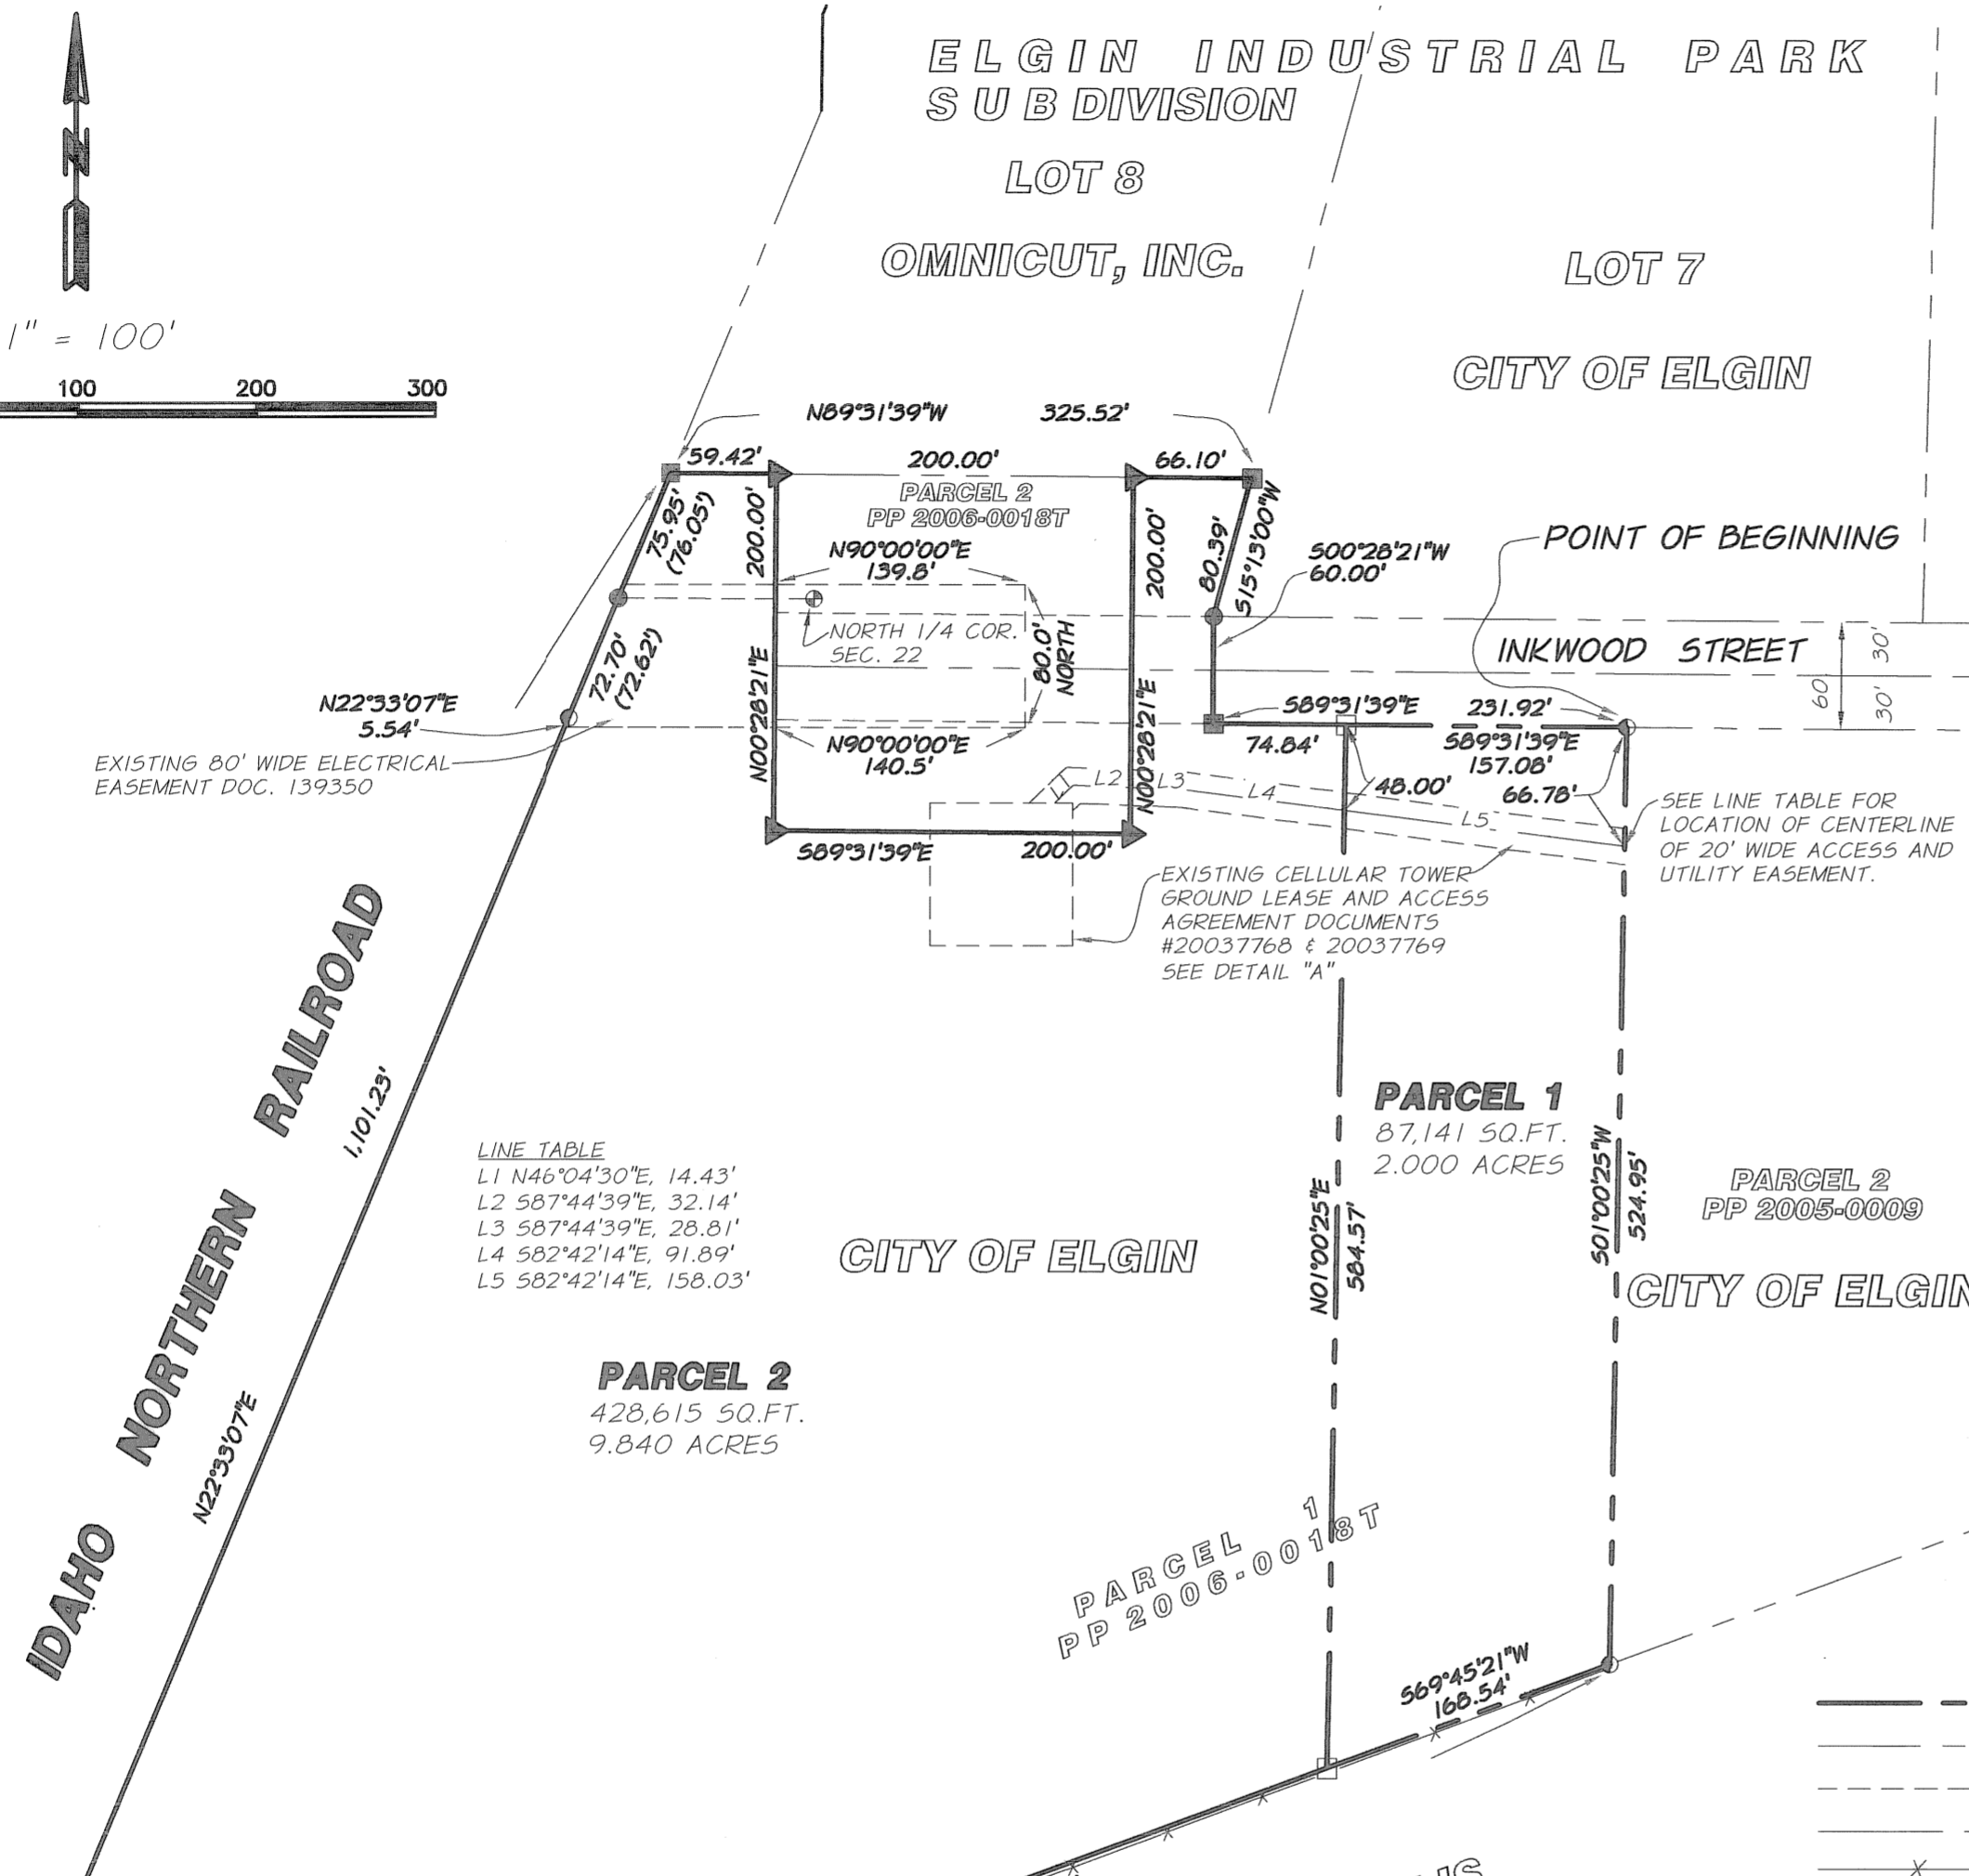 ELGIN INDUSTRIAL PARK
SUBDIVISION
LOT 8
OMNICUT, INC.
LOT 7
CITY OF ELGIN
N
1" = 100'
100 200 300
N89°31'39"W 325.52'
59.42'
200.00'
66.10'
PARCEL 2
PP 2006-0018T
75.95'
(76.05')
200.00'
N00°28'21"E
N90°00'00"E
139.8'
200.00'
N00°28'21"E
80.39'
S15°13'00"W
S00°28'21"W
60.00'
POINT OF BEGINNING
NORTH 1/4 COR.
SEC. 22
80.0'
NORTH
INKWOOD STREET
60'
30'
30'
72.70'
(72.62')
N22°33'07"E
5.54'
EXISTING 80' WIDE ELECTRICAL
EASEMENT DOC. 139350
N90°00'00"E
140.5'
S89°31'39"E 231.92'
74.84'
S89°31'39"E
157.08'
48.00'
66.78'
L2
L3
L4
L5
SEE LINE TABLE FOR
LOCATION OF CENTERLINE
OF 20' WIDE ACCESS AND
UTILITY EASEMENT.
S89°31'39"E 200.00'
EXISTING CELLULAR TOWER
GROUND LEASE AND ACCESS
AGREEMENT DOCUMENTS
#20037768 & 20037769
SEE DETAIL "A"
IDAHO NORTHERN RAILROAD
1,101.23'
N22°33'07"E
LINE TABLE
L1 N46°04'30"E, 14.43'
L2 S87°44'39"E, 32.14'
L3 S87°44'39"E, 28.81'
L4 S82°42'14"E, 91.89'
L5 S82°42'14"E, 158.03'
CITY OF ELGIN
PARCEL 1
87,141 SQ.FT.
2.000 ACRES
N01°00'25"E
584.57'
S01°00'25"W
524.95'
PARCEL 2
PP 2005-0009
CITY OF ELGIN
PARCEL 2
428,615 SQ.FT.
9.840 ACRES
PARCEL 1
PP 2006-0018T
S69°45'21"W
168.54'